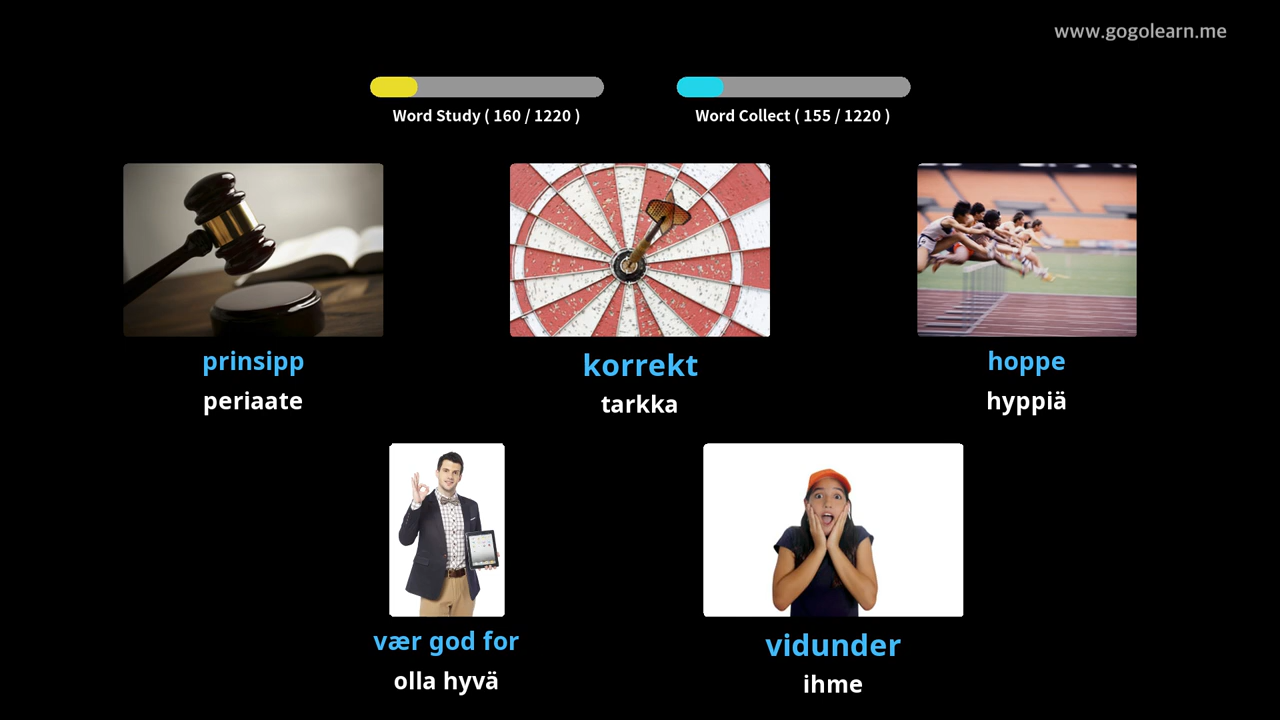 www.gogolearn.me
Word Study ( 160 / 1220 )
Word Collect ( 155 / 1220 )
prinsipp
periaate
korrekt
tarkka
hoppe
hyppiä
vær god for
olla hyvä
vidunder
ihme